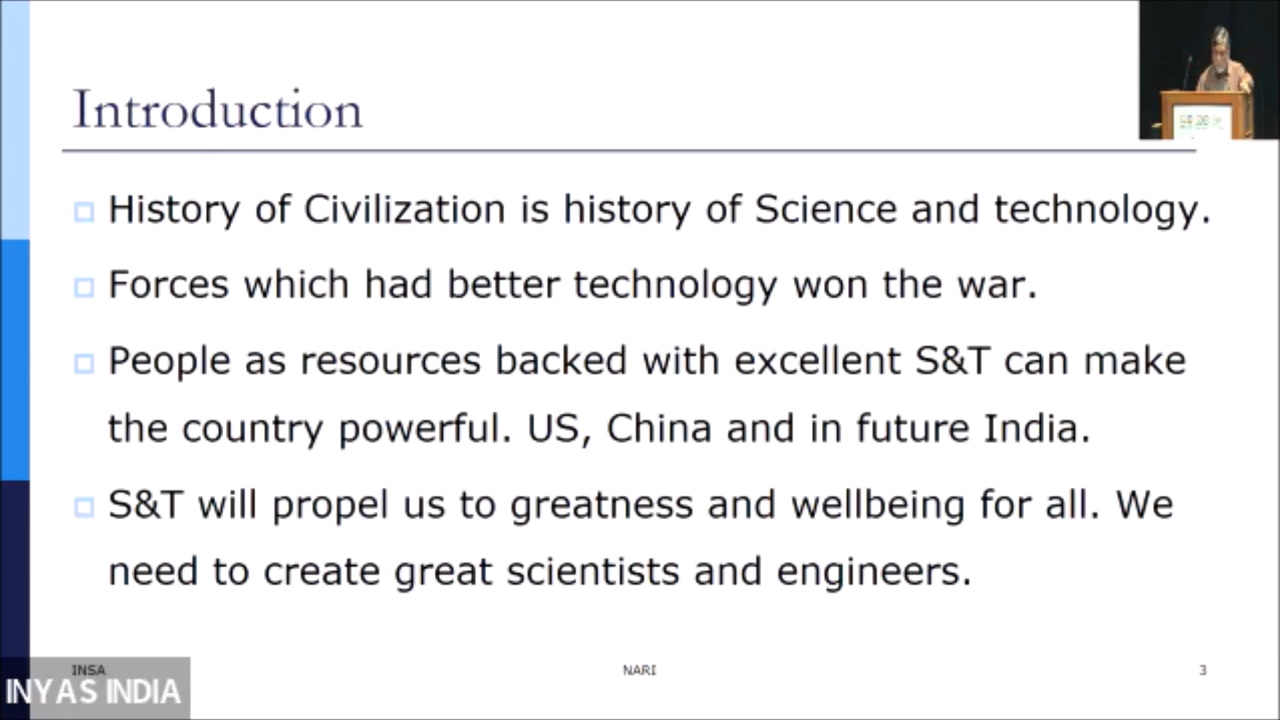 Introduction
History of Civilization is history of Science and technology.
Forces which had better technology won the war.
People as resources backed with excellent S&T can make
the country powerful. US, China and in future India.
S&T will propel us to greatness and wellbeing for all. We
need to create great scientists and engineers.
INSA
NARI
3
INYAS INDIA